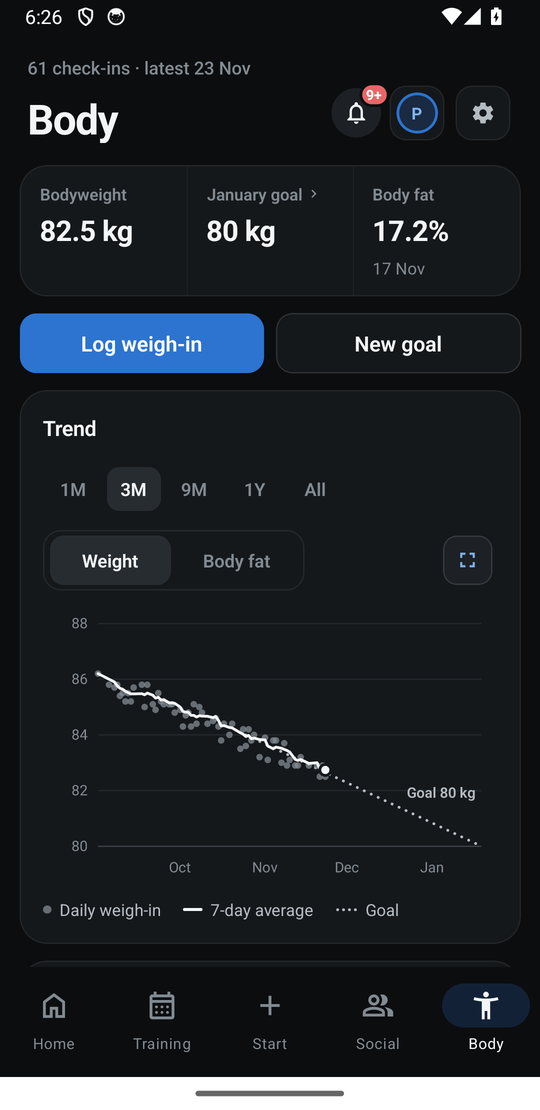 6:26
61 check-ins · latest 23 Nov
Body
9+
P
Bodyweight
82.5 kg
January goal
80 kg
Body fat
17.2%
17 Nov
Log weigh-in
New goal
Trend
1M 3M 9M 1Y All
Weight Body fat
88
86
84
82
80
Goal 80 kg
Oct Nov Dec Jan
Daily weigh-in 7-day average Goal
Home Training Start Social Body